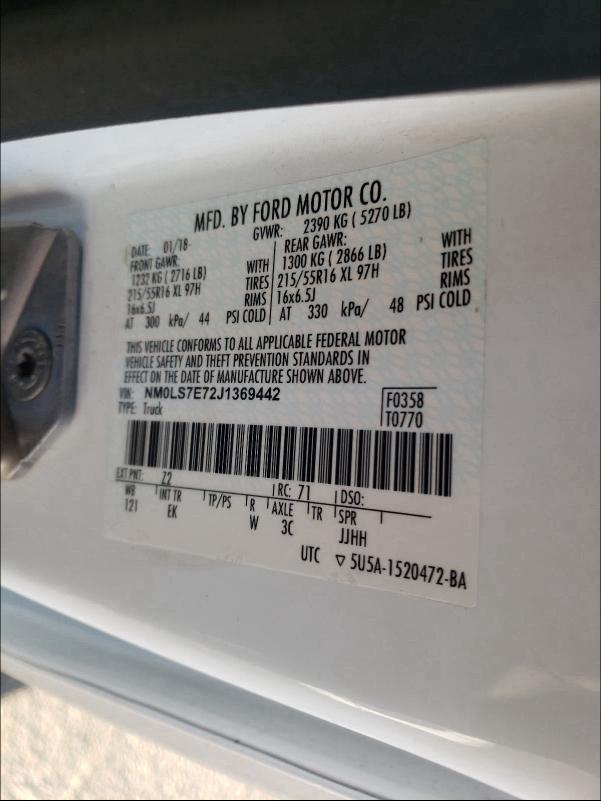 MFD. BY FORD MOTOR CO.
DATE: 01/18- GVWR: 2390 KG ( 5270 LB)
FRONT GAWR: WITH REAR GAWR: WITH
1232 KG ( 2716 LB) TIRES 1300 KG ( 2866 LB) TIRES
215/55R16 XL 97H RIMS 215/55R16 XL 97H RIMS
16x6.5J 16x6.5J
AT 300 kPa/ 44 PSI COLD AT 330 kPa/ 48 PSI COLD
THIS VEHICLE CONFORMS TO ALL APPLICABLE FEDERAL MOTOR
VEHICLE SAFETY AND THEFT PREVENTION STANDARDS IN
EFFECT ON THE DATE OF MANUFACTURE SHOWN ABOVE.
VIN: NM0LS7E72J1369442 F0358
TYPE: Truck T0770
EXT PNT: Z2 RC: 71 DSO:
WB INT TR TP/PS R AXLE TR SPR
121 EK W 3C JJHH
UTC ▽ 5U5A-1520472-BA